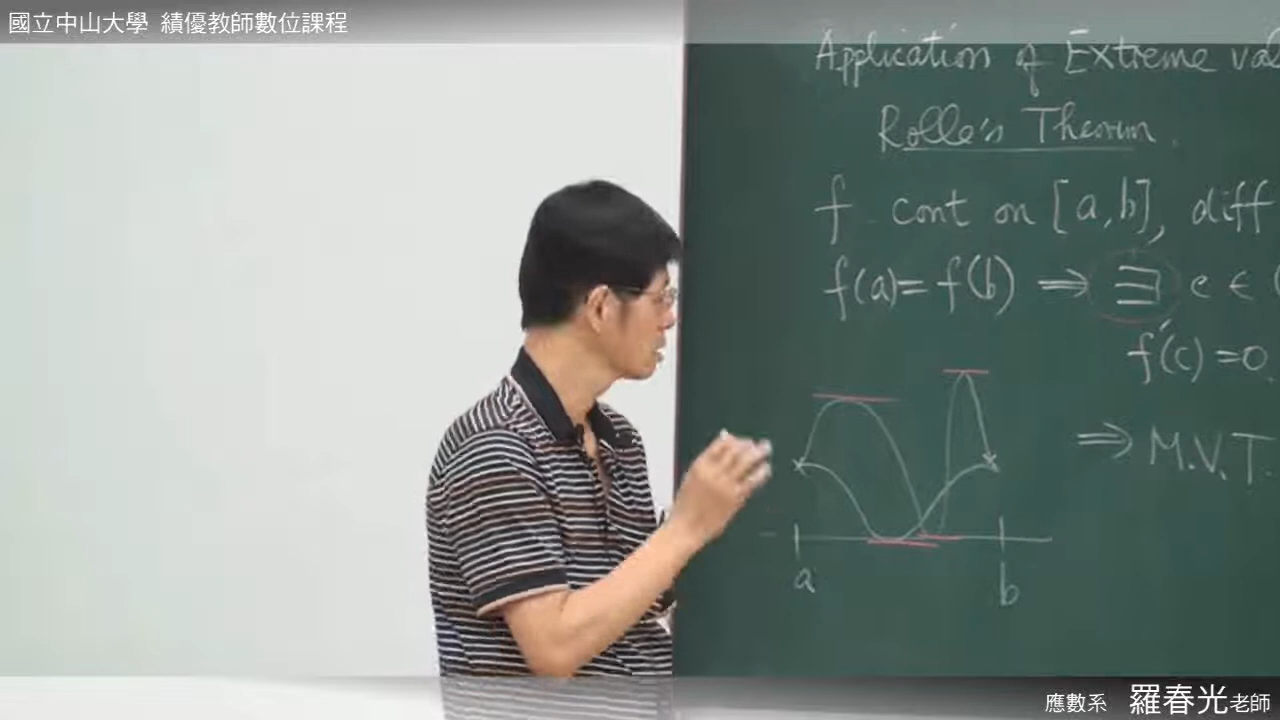 國立中山大學 績優教師數位課程
Application of Extreme val
Rolle's Theorem.
f cont on [a,b], diff
f(a)=f(b) ⇒ ∃ c ∈ (
f'(c)=0.
⇒ M.V.T.
a b
應數系 羅春光老師